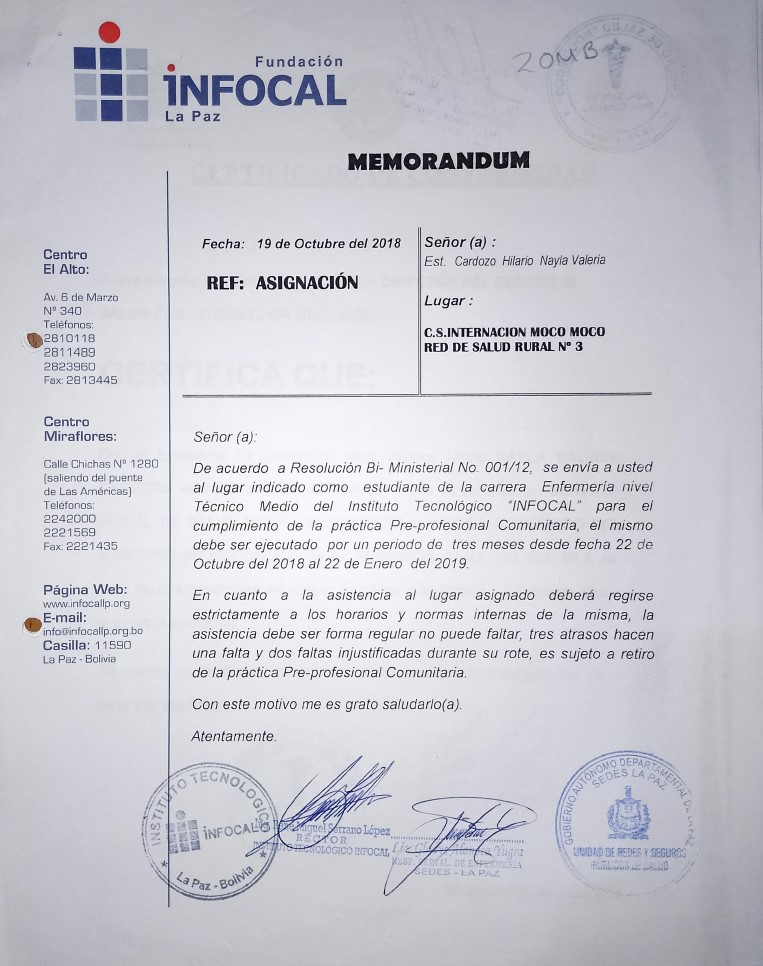 Fundación
INFOCAL
La Paz
ZOMB
MEMORANDUM
Centro
El Alto:
Av. 6 de Marzo
Nº 340
Teléfonos:
2810118
2811489
2823960
Fax: 2813445
Centro
Miraflores:
Calle Chichas Nº 1280
(saliendo del puente
de Las Américas)
Teléfonos:
2242000
2221569
Fax: 2221435
Página Web:
www.infocallp.org
E-mail:
info@infocallp.org.bo
Casilla: 11590
La Paz - Bolivia
Fecha: 19 de Octubre del 2018
REF: ASIGNACIÓN
Señor (a) :
Est. Cardozo Hilario Nayla Valeria
Lugar :
C.S.INTERNACION MOCO MOCO
RED DE SALUD RURAL Nº 3
Señor (a):
De acuerdo a Resolución Bi- Ministerial No. 001/12, se envía a usted
al lugar indicado como estudiante de la carrera Enfermería nivel
Técnico Medio del Instituto Tecnológico “INFOCAL” para el
cumplimiento de la práctica Pre-profesional Comunitaria, el mismo
debe ser ejecutado por un periodo de tres meses desde fecha 22 de
Octubre del 2018 al 22 de Enero del 2019.
En cuanto a la asistencia al lugar asignado deberá regirse
estrictamente a los horarios y normas internas de la misma, la
asistencia debe ser forma regular no puede faltar, tres atrasos hacen
una falta y dos faltas injustificadas durante su rote, es sujeto a retiro
de la práctica Pre-profesional Comunitaria.
Con este motivo me es grato saludarlo(a).
Atentamente.
INSTITUTO TECNOLOGICO
INFOCAL
La Paz - Bolivia
Miguel Serrano López
RECTOR
INSTITUTO TECNOLÓGICO INFOCAL
DE ENFERMERIA
SEDES - LA PAZ
GOBIERNO AUTÓNOMO DEPARTAMENTAL DE LA PAZ
SEDES LA PAZ
UNIDAD DE REDES Y SEGUROS
PUBLICOS DE SALUD